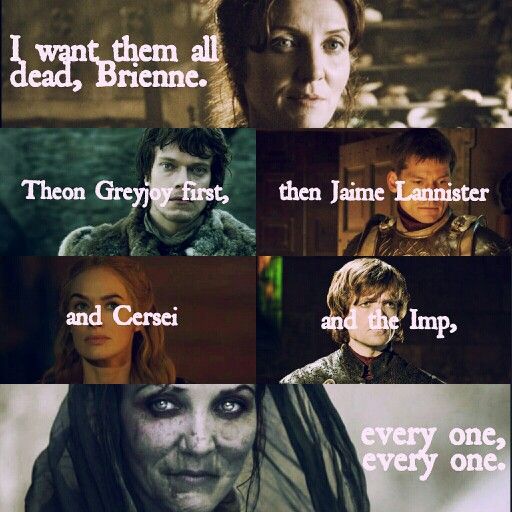 I want them all
dead, Brienne.
Theon Greyjoy first,
then Jaime Lannister
and Cersei
and the Imp,
every one,
every one.